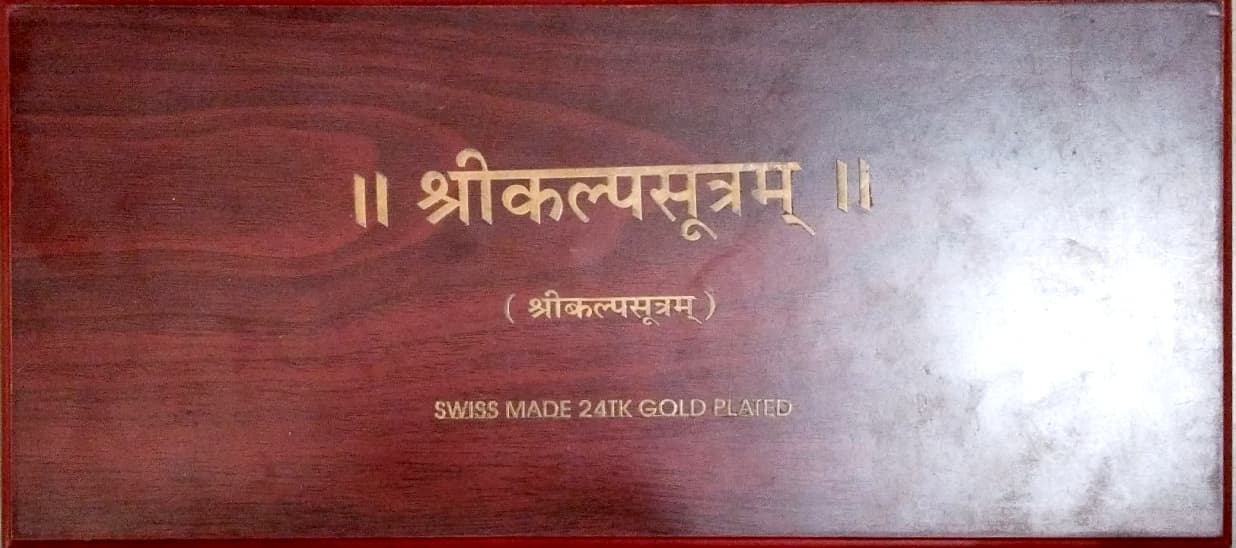 ॥ श्रीकल्पसूत्रम् ॥
( श्रीकल्पसूत्रम् )
SWISS MADE 24TK GOLD PLATED